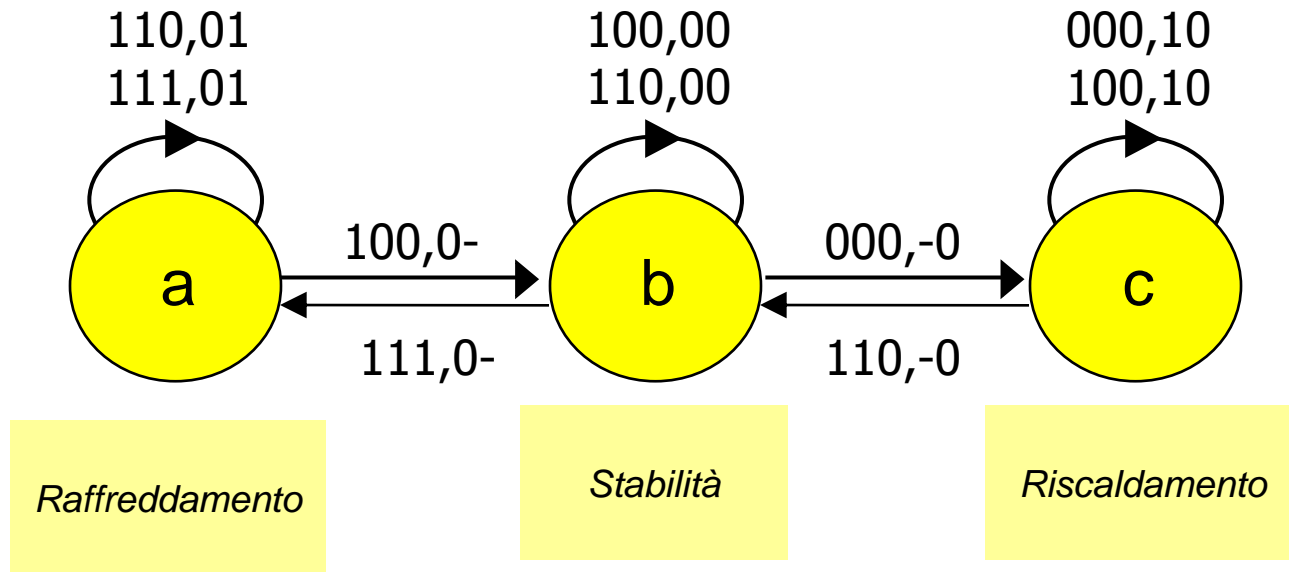 110,01
111,01
100,00
110,00
000,10
100,10
100,0-
000,-0
a
b
c
111,0-
110,-0
Raffreddamento
Stabilità
Riscaldamento